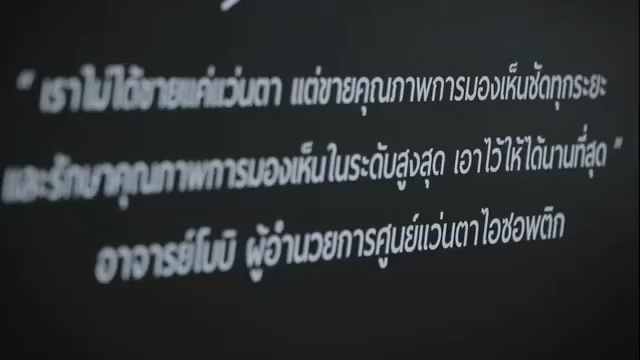 “ เราไม่ได้ขายแค่แว่นตา แต่ขายคุณภาพการมองเห็นชัดทุกระยะ
และรักษาคุณภาพการมองเห็นในระดับสูงสุด เอาไว้ให้ได้นานที่สุด ”
อาจารย์โบบิ ผู้อำนวยการศูนย์แว่นตาไอซอพติก